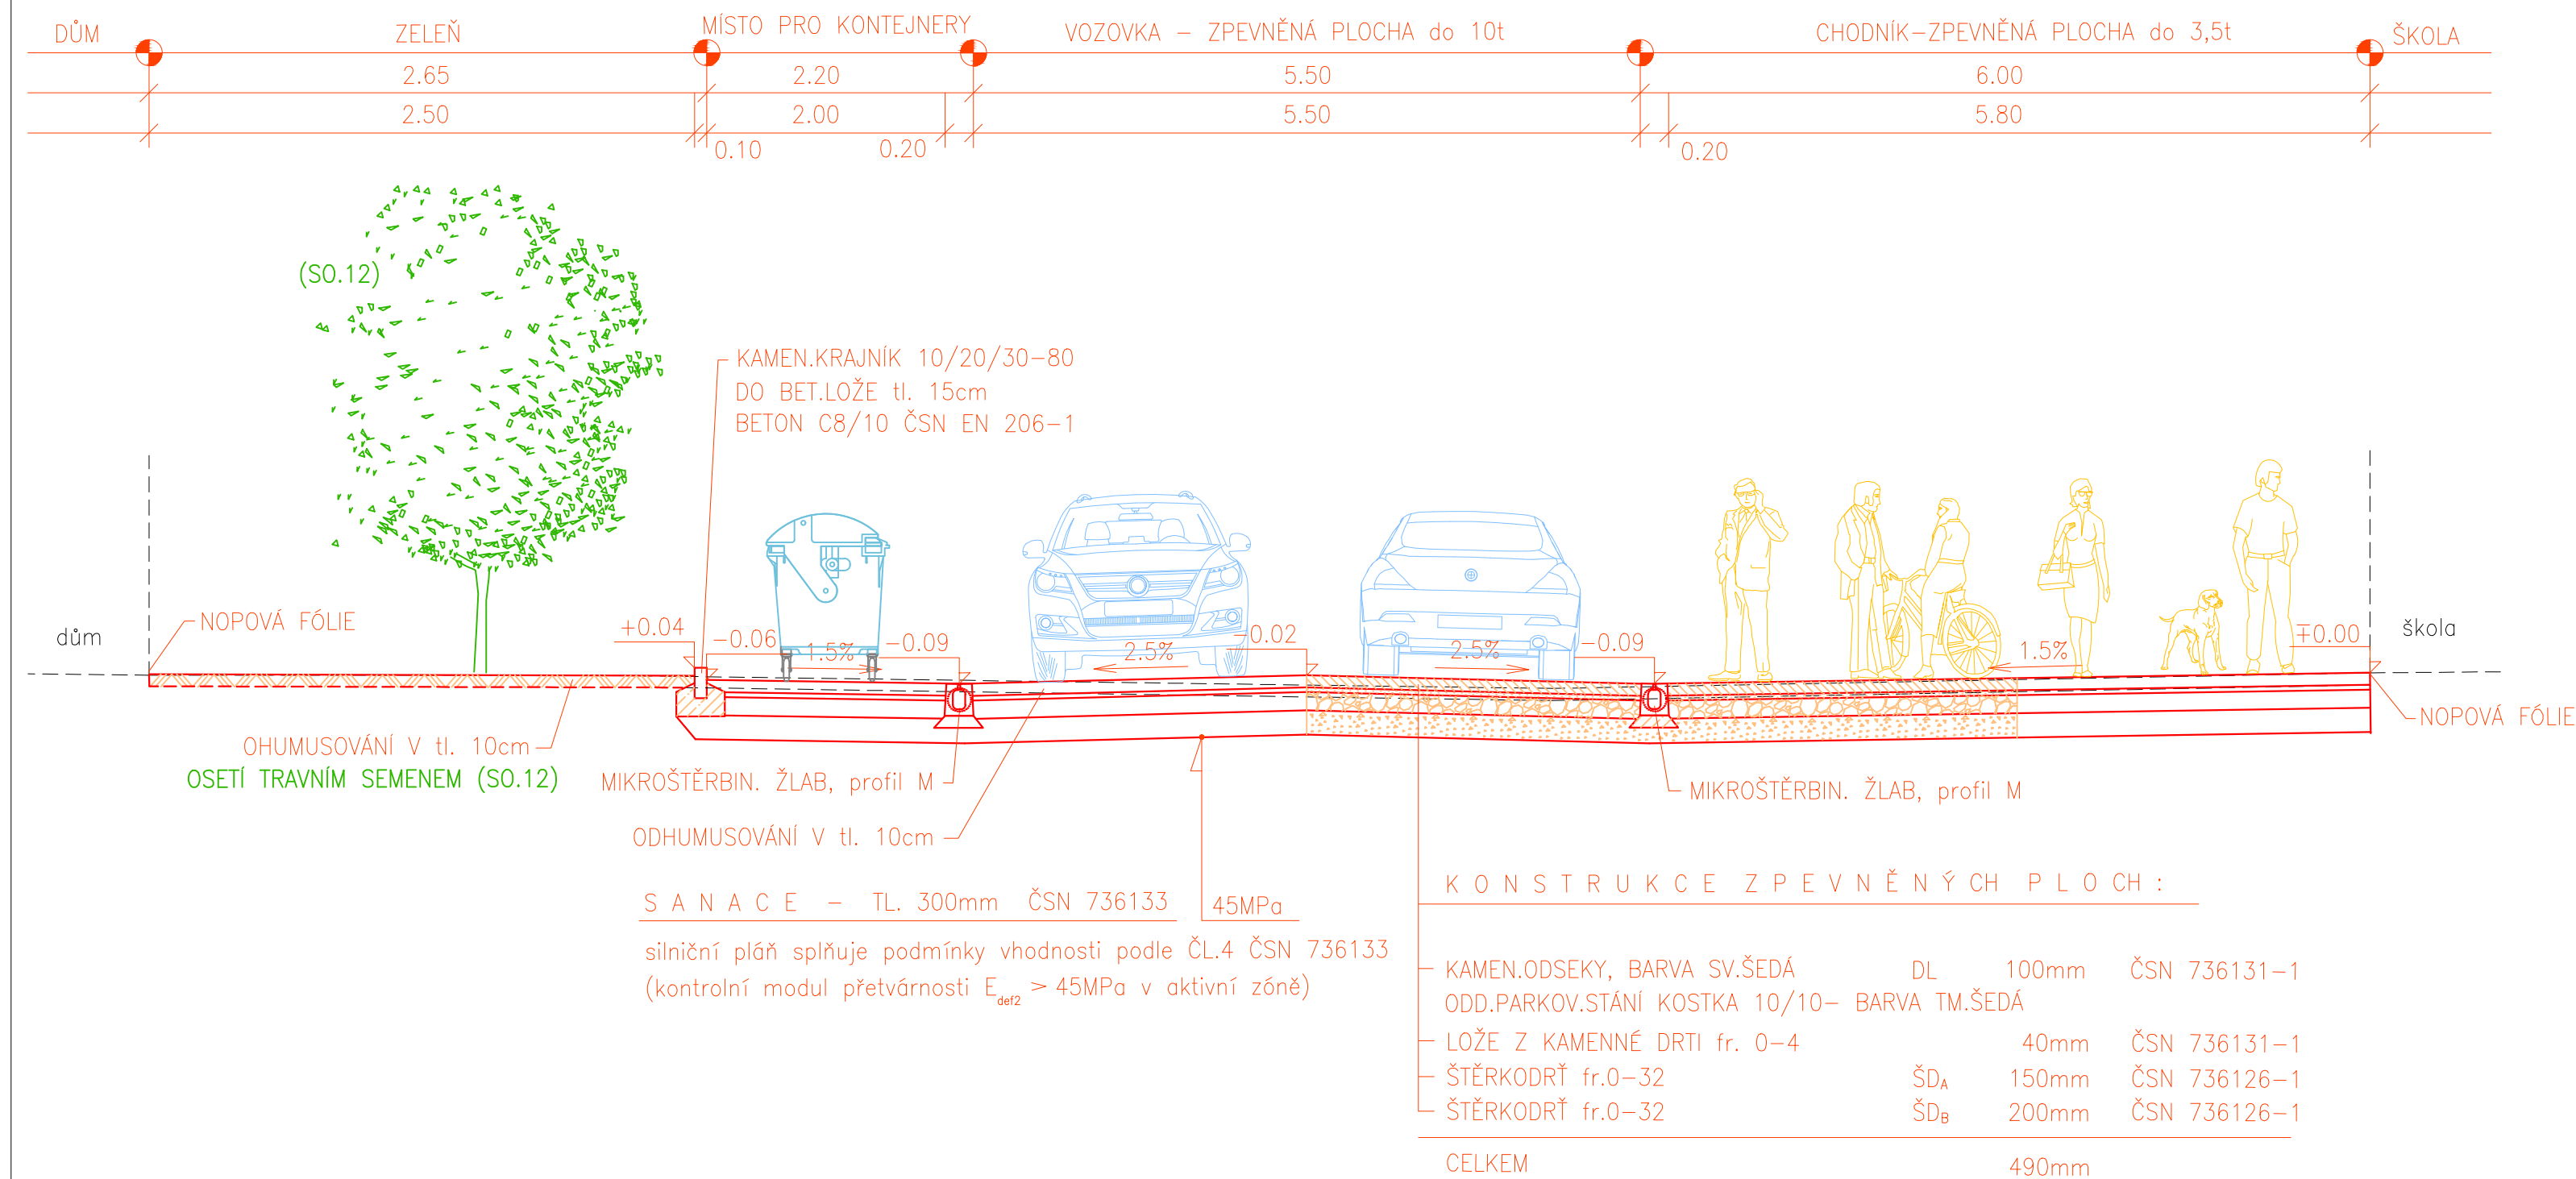 DŮM
ZELEŇ
MÍSTO PRO KONTEJNERY
VOZOVKA – ZPEVNĚNÁ PLOCHA do 10t
CHODNÍK–ZPEVNĚNÁ PLOCHA do 3,5t
ŠKOLA
2.65
2.20
5.50
6.00
2.50
2.00
5.50
5.80
0.10
0.20
0.20
(SO.12)
KAMEN.KRAJNÍK 10/20/30–80
DO BET.LOŽE tl. 15cm
BETON C8/10 ČSN EN 206–1
NOPOVÁ FÓLIE
dům
+0.04
–0.06
1.5%
–0.09
2.5%
–0.02
2.5%
–0.09
1.5%
∓0.00
škola
NOPOVÁ FÓLIE
OHUMUSOVÁNÍ V tl. 10cm
OSETÍ TRAVNÍM SEMENEM (SO.12)
MIKROŠTĚRBIN. ŽLAB, profil M
MIKROŠTĚRBIN. ŽLAB, profil M
ODHUMUSOVÁNÍ V tl. 10cm
S A N A C E – TL. 300mm ČSN 736133
45MPa
silniční pláň splňuje podmínky vhodnosti podle ČL.4 ČSN 736133
(kontrolní modul přetvárnosti Edef2 > 45MPa v aktivní zóně)
K O N S T R U K C E Z P E V N Ě N Ý CH P L O CH :
KAMEN.ODSEKY, BARVA SV.ŠEDÁ DL 100mm ČSN 736131–1
ODD.PARKOV.STÁNÍ KOSTKA 10/10– BARVA TM.ŠEDÁ
LOŽE Z KAMENNÉ DRTI fr. 0–4 40mm ČSN 736131–1
ŠTĚRKODRŤ fr.0–32 ŠDA 150mm ČSN 736126–1
ŠTĚRKODRŤ fr.0–32 ŠDB 200mm ČSN 736126–1
CELKEM 490mm